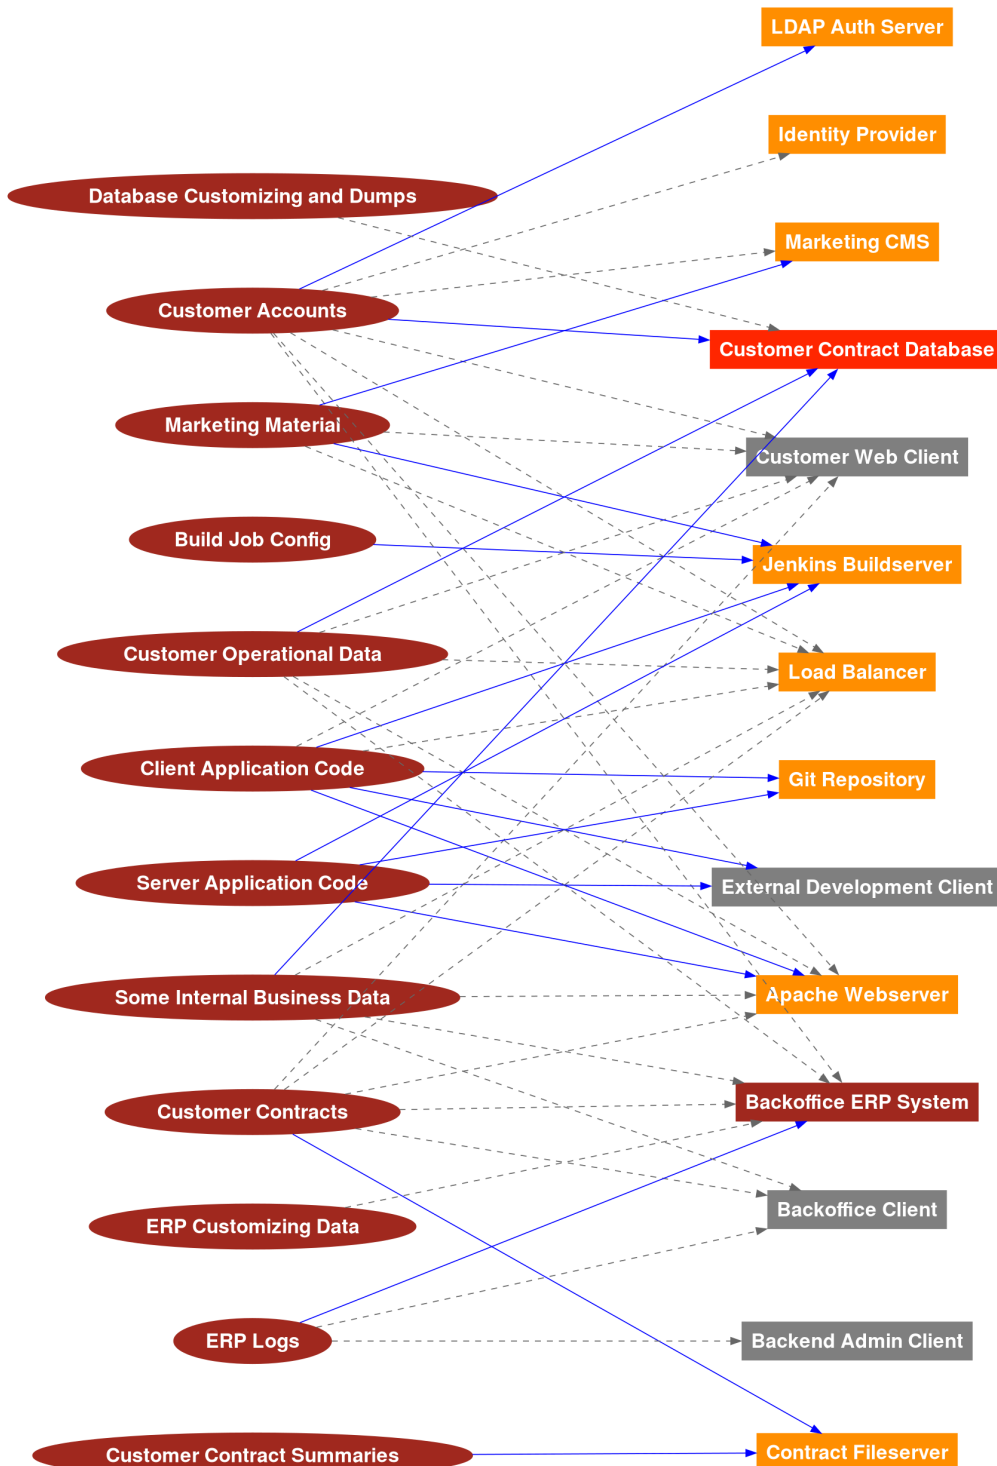 LDAP Auth Server
Identity Provider
Database Customizing and Dumps
Marketing CMS
Customer Accounts
Customer Contract Database
Marketing Material
Customer Web Client
Build Job Config
Jenkins Buildserver
Customer Operational Data
Load Balancer
Client Application Code
Git Repository
Server Application Code
External Development Client
Some Internal Business Data
Apache Webserver
Customer Contracts
Backoffice ERP System
ERP Customizing Data
Backoffice Client
ERP Logs
Backend Admin Client
Customer Contract Summaries
Contract Fileserver